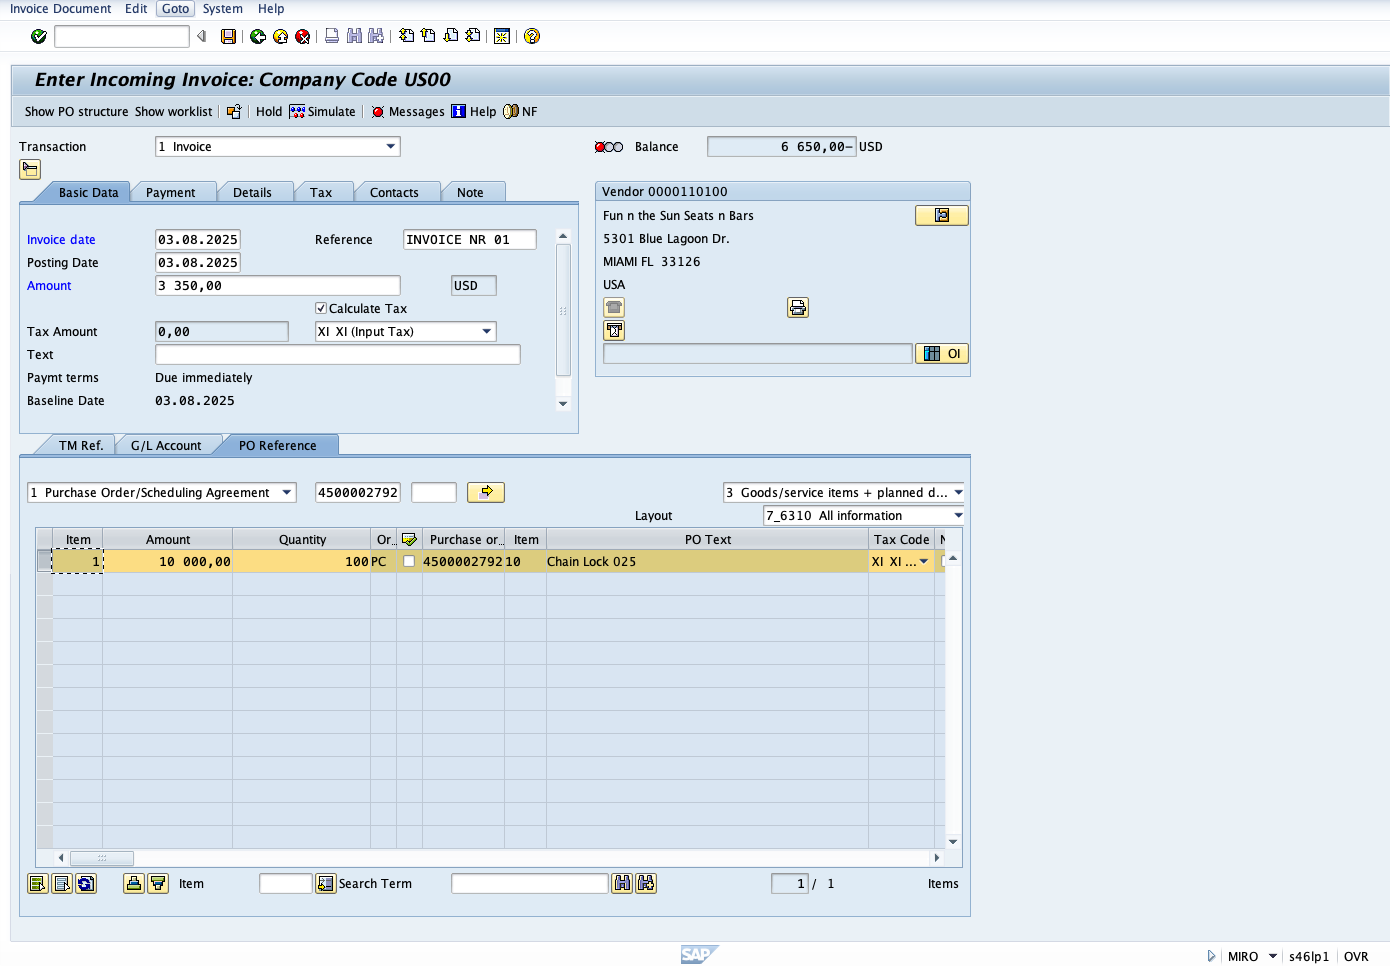 Invoice Document Edit Goto System Help
Enter Incoming Invoice: Company Code US00
Show PO structure Show worklist Hold Simulate Messages Help NF
Transaction 1 Invoice Balance 6 650,00- USD
Basic Data Payment Details Tax Contacts Note
Vendor 0000110100
Fun n the Sun Seats n Bars
Invoice date 03.08.2025 Reference INVOICE NR 01
5301 Blue Lagoon Dr.
Posting Date 03.08.2025
MIAMI FL 33126
Amount 3 350,00 USD
USA
Calculate Tax
Tax Amount 0,00 XI XI (Input Tax)
Text
OI
Paymt terms Due immediately
Baseline Date 03.08.2025
TM Ref. G/L Account PO Reference
1 Purchase Order/Scheduling Agreement 4500002792 3 Goods/service items + planned d...
Layout 7_6310 All information
Item Amount Quantity Or... Purchase or... Item PO Text Tax Code
1 10 000,00 100 PC 4500002792 10 Chain Lock 025 XI XI ...
Item Search Term 1 / 1 Items
SAP
MIRO s46lp1 OVR